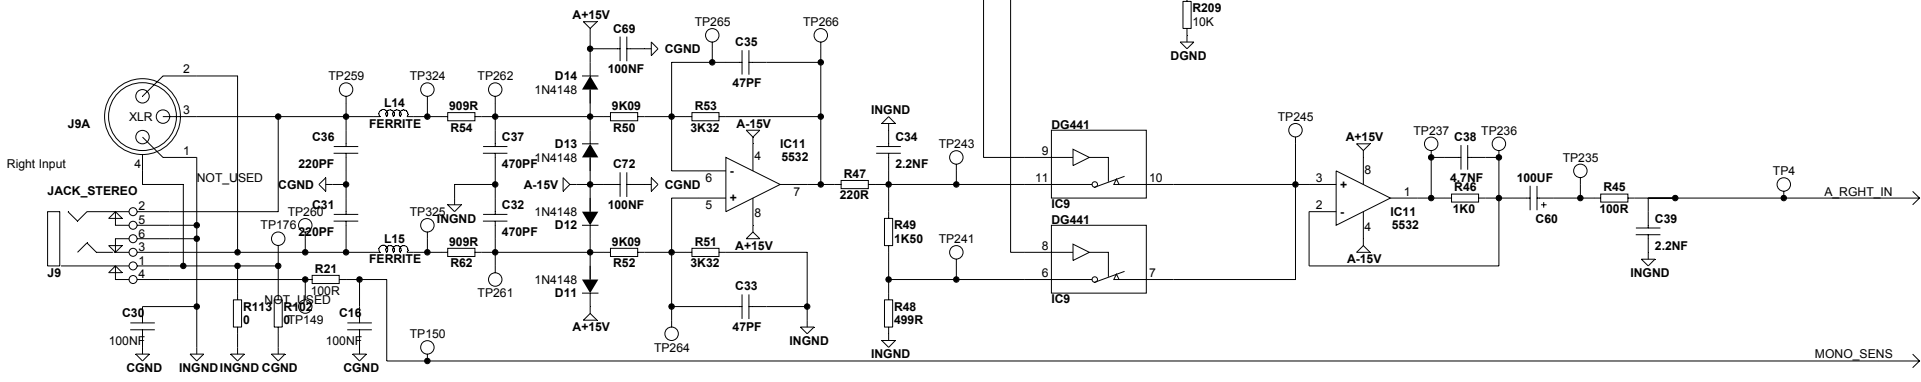 R209
10K
DGND
A+15V
C69
CGND
100NF
TP265
TP266
C35
47PF
D14
1N4148
TP259
TP324
TP262
2
XLR
3
J9A
1
4
L14
FERRITE
909R
R54
9K09
R50
R53
3K32
C36
220PF
C37
470PF
D13
1N4148
A-15V
4
IC11
5532
6
-
+
5
7
8
A+15V
INGND
C34
2.2NF
TP243
DG441
9
11
10
IC9
TP245
A+15V
TP237
C38
TP236
4.7NF
R46
1K0
100UF
+
C60
TP235
R45
100R
C39
2.2NF
INGND
TP4
A_RGHT_IN
3
+
2
-
8
1
IC11
5532
4
A-15V
Right Input
NOT_USED
CGND
A-15V
C72
CGND
100NF
R47
220R
JACK_STEREO
2
5
6
3
1
4
J9
TP260
TP176
C31
220PF
TP325
INGND
C32
470PF
1N4148
D12
R49
1K50
DG441
8
6
7
IC9
TP241
L15
FERRITE
909R
R62
9K09
R52
R51
3K32
TP261
1N4148
D11
A+15V
C33
47PF
TP264
INGND
R48
499R
INGND
R21
100R
NOT_USED
C30
100NF
R113
0
R102
0
TP149
C16
100NF
TP150
CGND
INGND
INGND
CGND
CGND
MONO_SENS